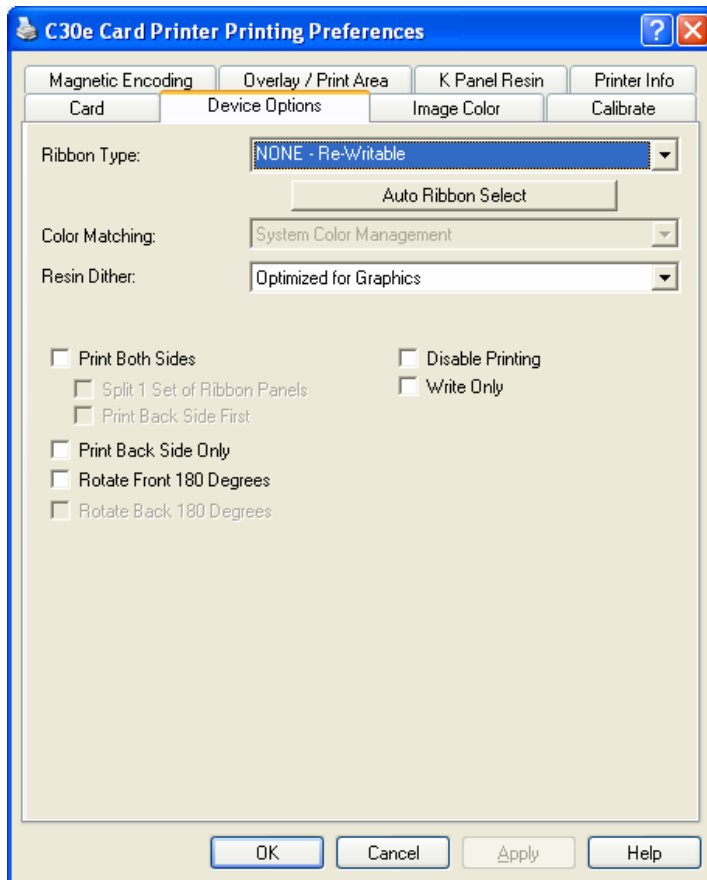 C30e Card Printer Printing Preferences
Magnetic Encoding Overlay / Print Area K Panel Resin Printer Info
Card Device Options Image Color Calibrate
Ribbon Type: NONE - Re-Writable
Auto Ribbon Select
Color Matching: System Color Management
Resin Dither: Optimized for Graphics
Print Both Sides Disable Printing
Split 1 Set of Ribbon Panels Write Only
Print Back Side First
Print Back Side Only
Rotate Front 180 Degrees
Rotate Back 180 Degrees
OK Cancel Apply Help